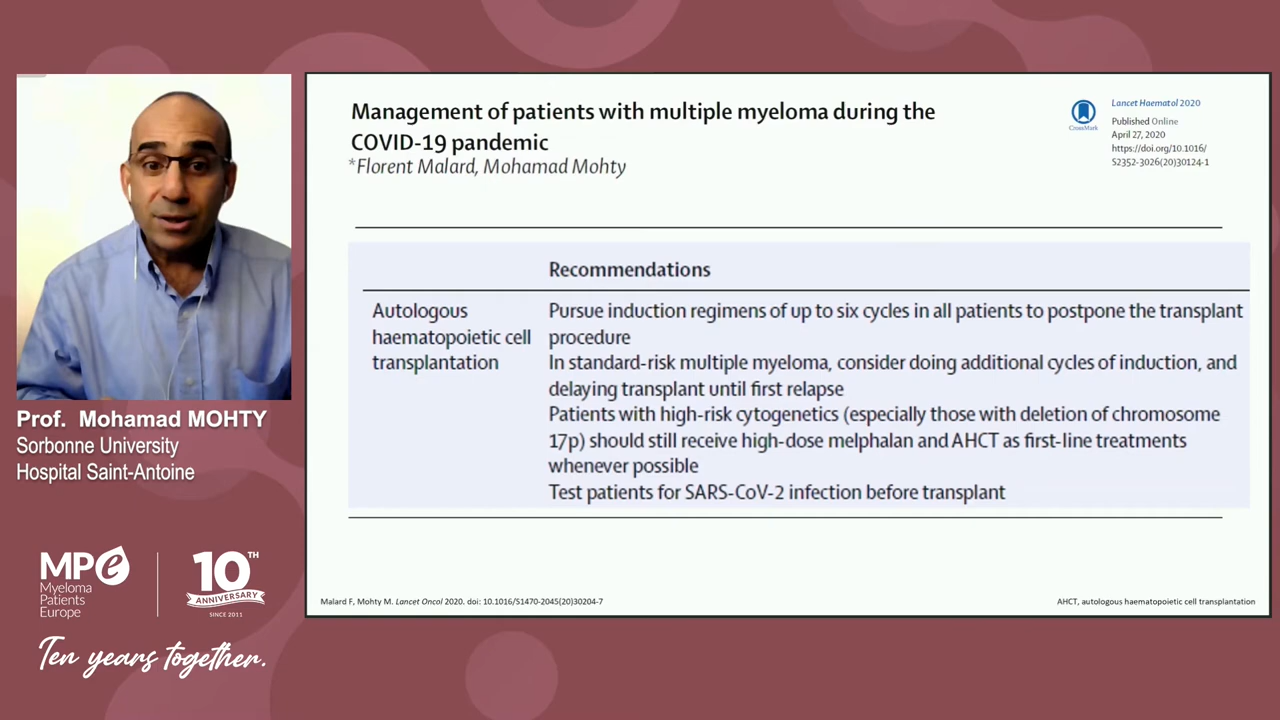 Management of patients with multiple myeloma during the
COVID-19 pandemic
*Florent Malard, Mohamad Mohty
CrossMark
Lancet Haematol 2020
Published Online
April 27, 2020
https://doi.org/10.1016/
S2352-3026(20)30124-1
Recommendations
Autologous
haematopoietic cell
transplantation
Pursue induction regimens of up to six cycles in all patients to postpone the transplant
procedure
In standard-risk multiple myeloma, consider doing additional cycles of induction, and
delaying transplant until first relapse
Patients with high-risk cytogenetics (especially those with deletion of chromosome
17p) should still receive high-dose melphalan and AHCT as first-line treatments
whenever possible
Test patients for SARS-CoV-2 infection before transplant
Malard F, Mohty M. Lancet Oncol 2020. doi: 10.1016/S1470-2045(20)30204-7
AHCT, autologous haematopoietic cell transplantation
Prof. Mohamad MOHTY
Sorbonne University
Hospital Saint-Antoine
MPe
Myeloma
Patients
Europe
10TH
ANNIVERSARY
SINCE 2011
Ten years together.